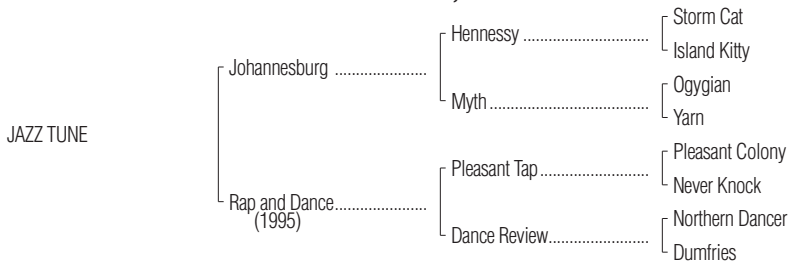 Storm Cat
Hennessy ..............................
Island Kitty
Johannesburg ......................
Ogygian
Myth......................................
Yarn
JAZZ TUNE
Pleasant Colony
Pleasant Tap..........................
Never Knock
Rap and Dance......................
(1995)
Northern Dancer
Dance Review........................
Dumfries